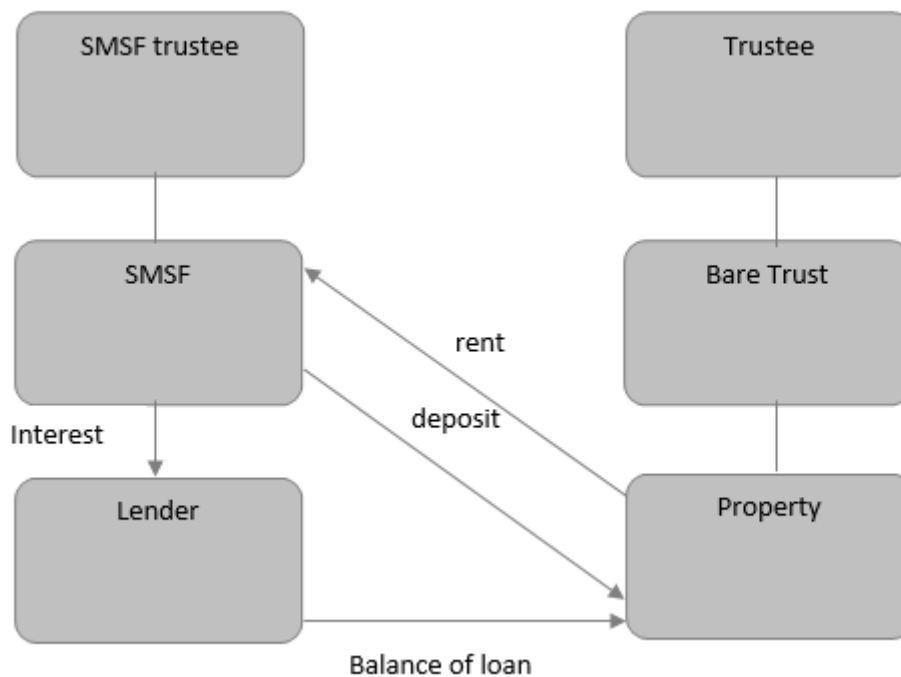 SMSF trustee
Trustee
SMSF
Bare Trust
rent
deposit
Interest
Lender
Property
Balance of loan